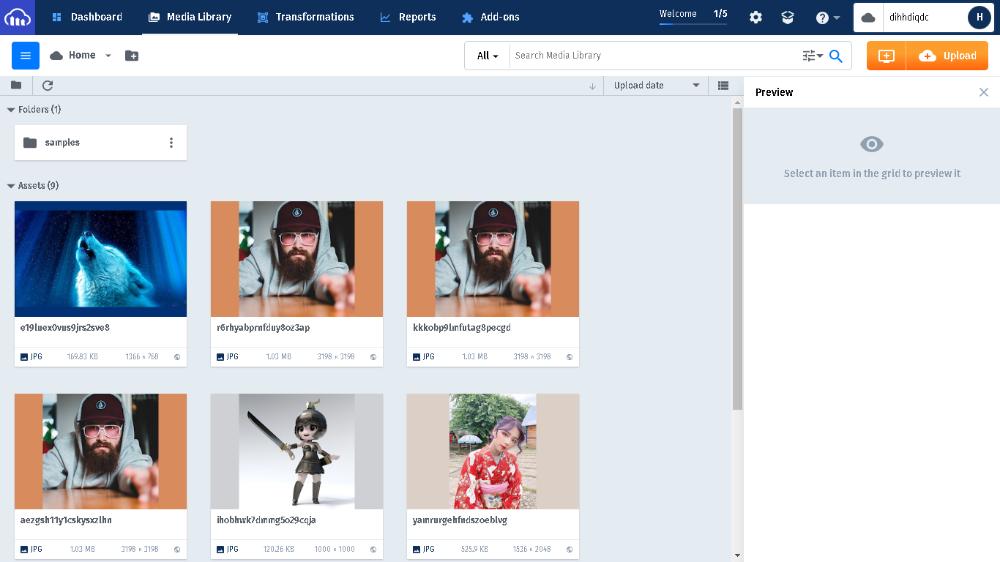 Dashboard
Media Library
Transformations
Reports
Add-ons
Welcome 1/5
dihhdiqdc
H
Home
All
Search Media Library
Upload
Upload date
Preview
Folders (1)
samples
Select an item in the grid to preview it
Assets (9)
e19luex0vus9jrs2sve8
JPG 169.83 KB 1366 × 768
r6rhyabprnfduy8oz3ap
JPG 1.03 MB 3198 × 3198
kkkobp9lmfutag8pecgd
JPG 1.03 MB 3198 × 3198
aezgsh11y1cskysxzlhn
JPG 1.03 MB 3198 × 3198
ihobhwk7dmmg5o29cqja
JPG 120.26 KB 1000 × 1000
yamrurgehfndszoeblvg
JPG 525.9 KB 1536 × 2048